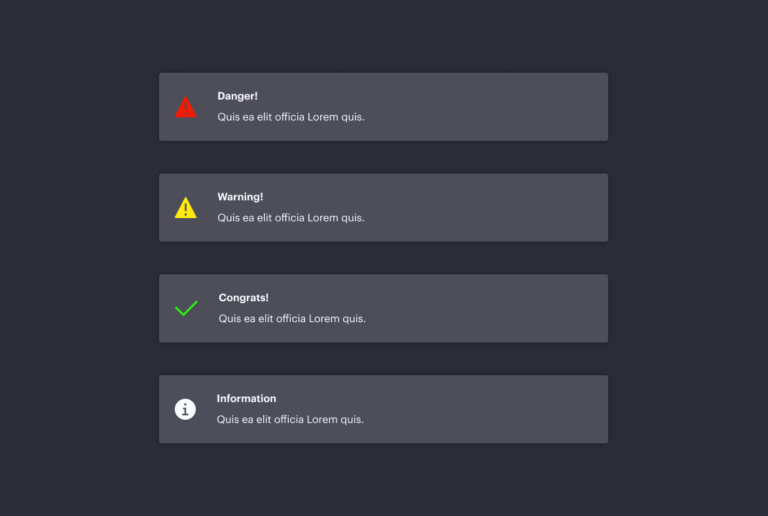 Danger!
Quis ea elit officia Lorem quis.
Warning!
Quis ea elit officia Lorem quis.
Congrats!
Quis ea elit officia Lorem quis.
Information
Quis ea elit officia Lorem quis.